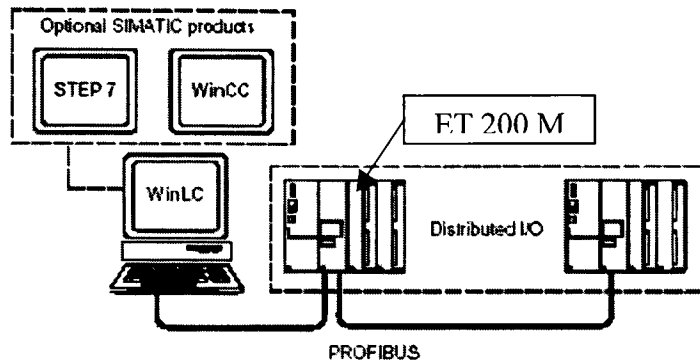 Optional SIMATIC products
STEP 7
WinCC
ET 200 M
WinLC
Distributed I/O
PROFIBUS